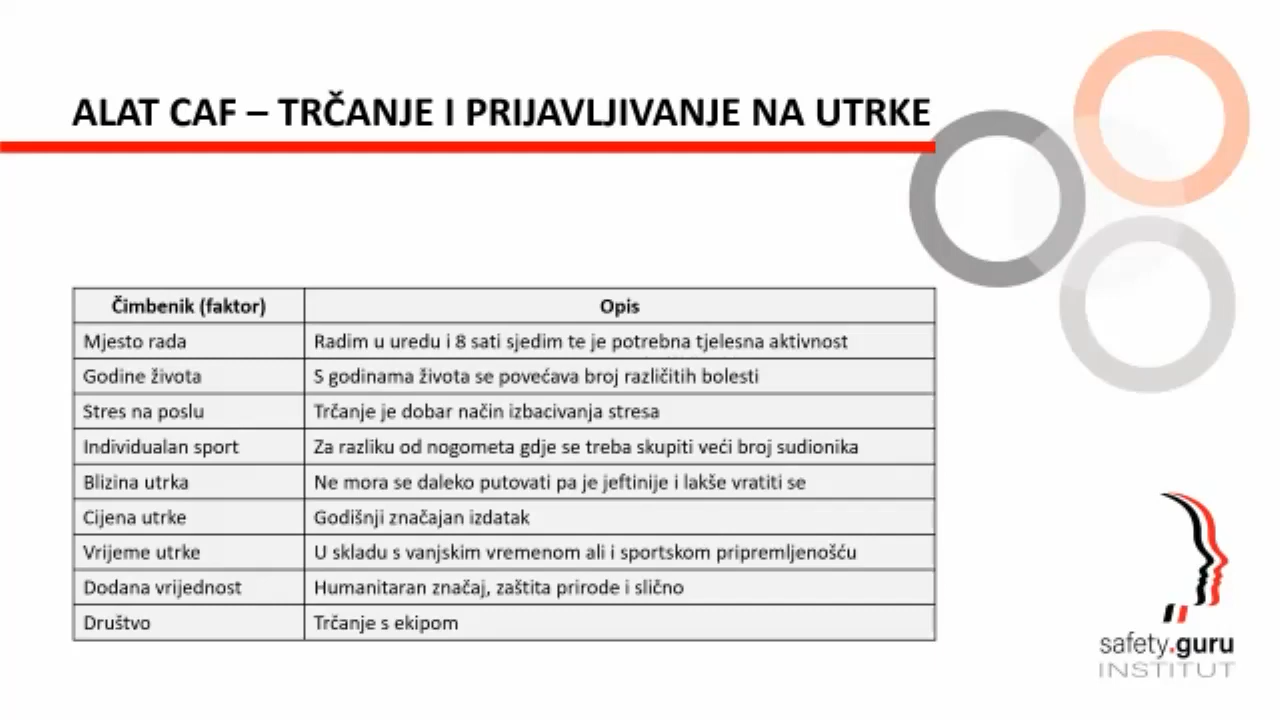 ALAT CAF – TRČANJE I PRIJAVLJIVANJE NA UTRKE
Čimbenik (faktor) Opis
Mjesto rada Radim u uredu i 8 sati sjedim te je potrebna tjelesna aktivnost
Godine života S godinama života se povećava broj različitih bolesti
Stres na poslu Trčanje je dobar način izbacivanja stresa
Individualan sport Za razliku od nogometa gdje se treba skupiti veći broj sudionika
Blizina utrka Ne mora se daleko putovati pa je jeftinije i lakše vratiti se
Cijena utrke Godišnji značajan izdatak
Vrijeme utrke U skladu s vanjskim vremenom ali i sportskom pripremljenošću
Dodana vrijednost Humanitaran značaj, zaštita prirode i slično
Društvo Trčanje s ekipom
safety.guru
INSTITUT